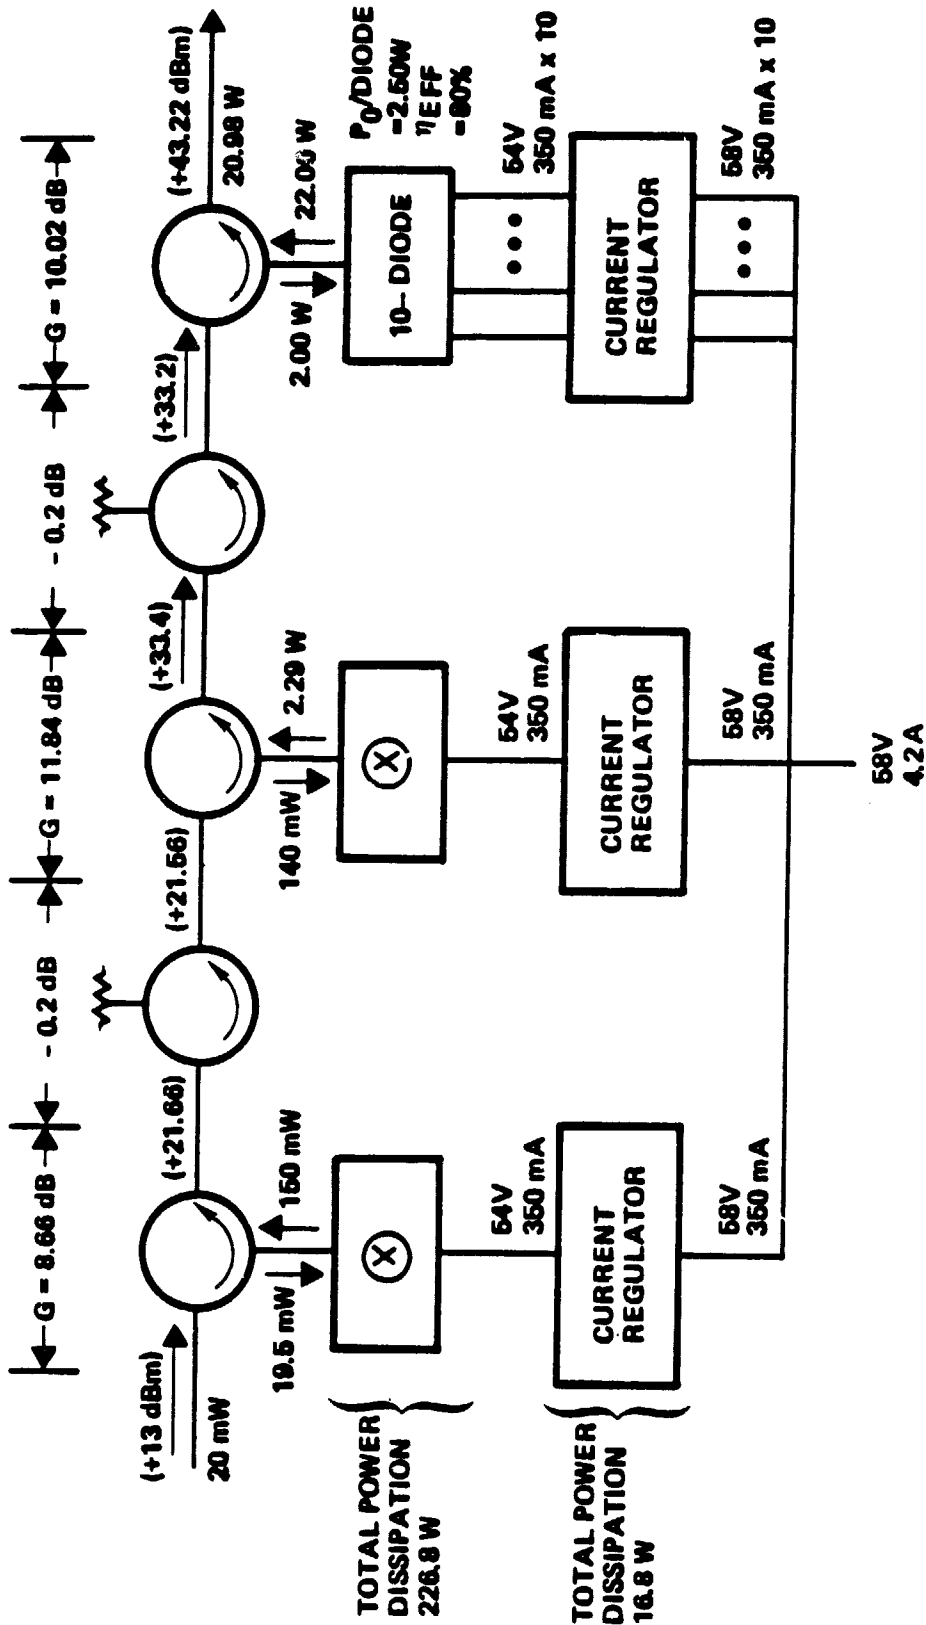 G = 8.66 dB
- 0.2 dB
G = 11.84 dB
- 0.2 dB
G = 10.02 dB
(+13 dBm)
20 mW
(+21.66)
(+21.56)
(+33.4)
(+33.2)
(+43.22 dBm)
20.98 W
19.5 mW
150 mW
140 mW
2.29 W
2.00 W
22.00 W
TOTAL POWER
DISSIPATION
226.8 W
X
X
10-DIODE
P0/DIODE
=2.50W
ηEFF
=80%
54V
350 mA
54V
350 mA
54V
350 mA x 10
TOTAL POWER
DISSIPATION
16.8 W
CURRENT
REGULATOR
CURRENT
REGULATOR
CURRENT
REGULATOR
58V
350 mA
58V
350 mA
58V
350 mA x 10
58V
4.2A